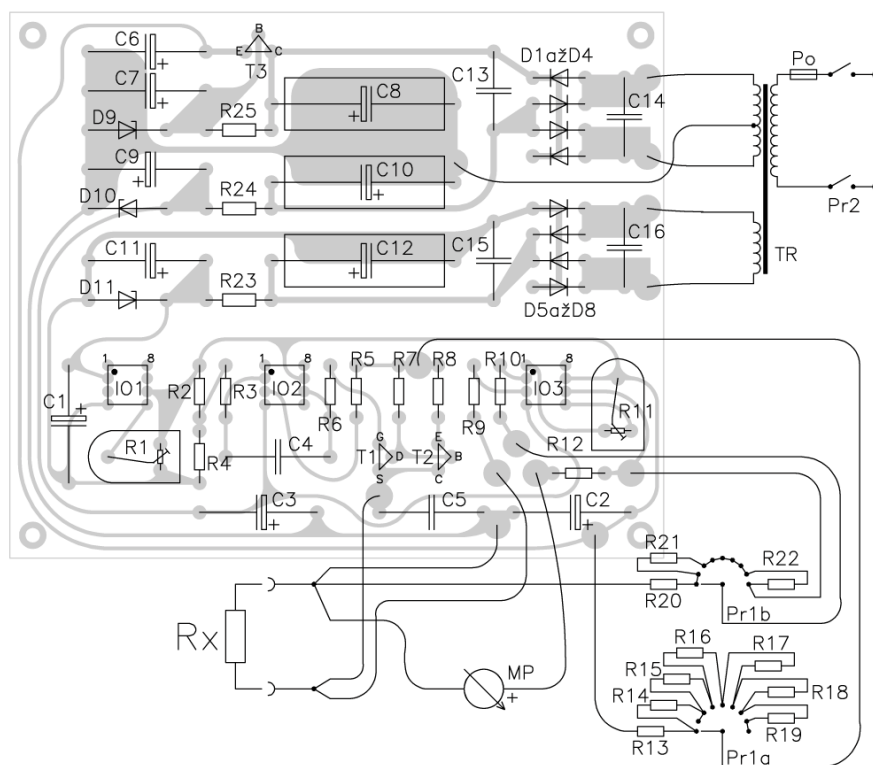 C6
B
E
C
T3
C7
C13
D1ažD4
Po
R25
C8
C14
D9
C9
R24
C10
D10
Pr2
C11
R23
C12
C15
C16
TR
D11
D5ažD8
1
8
IO1
R2
R3
1
8
IO2
R5
R6
R7
R8
R10
R9
1
8
IO3
R11
C1
R1
R4
C4
G
T1
D
S
E
T2
B
C
R12
C3
C5
C2
R21
R22
R20
Pr1b
Rx
MP
R16
R17
R15
R14
R18
R13
R19
Pr1a